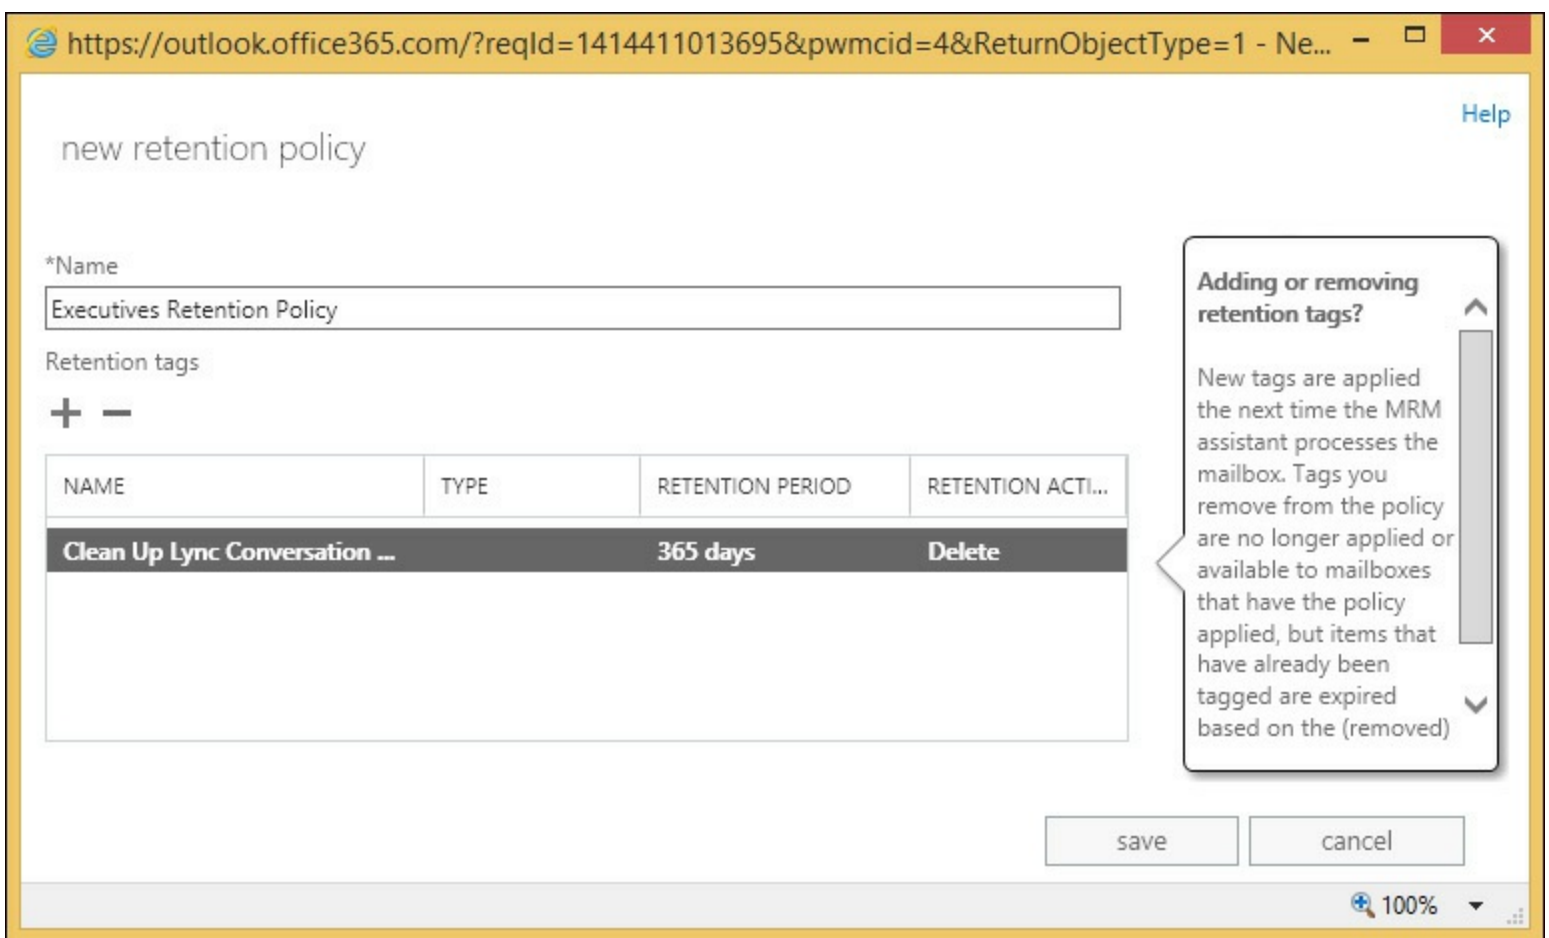 https://outlook.office365.com/?reqId=1414411013695&pwmcid=4&ReturnObjectType=1 - Ne...
Help
new retention policy
*Name
Executives Retention Policy
Retention tags
NAME TYPE RETENTION PERIOD RETENTION ACTI...
Clean Up Lync Conversation ... 365 days Delete
Adding or removing
retention tags?
New tags are applied
the next time the MRM
assistant processes the
mailbox. Tags you
remove from the policy
are no longer applied or
available to mailboxes
that have the policy
applied, but items that
have already been
tagged are expired
based on the (removed)
save cancel
100%